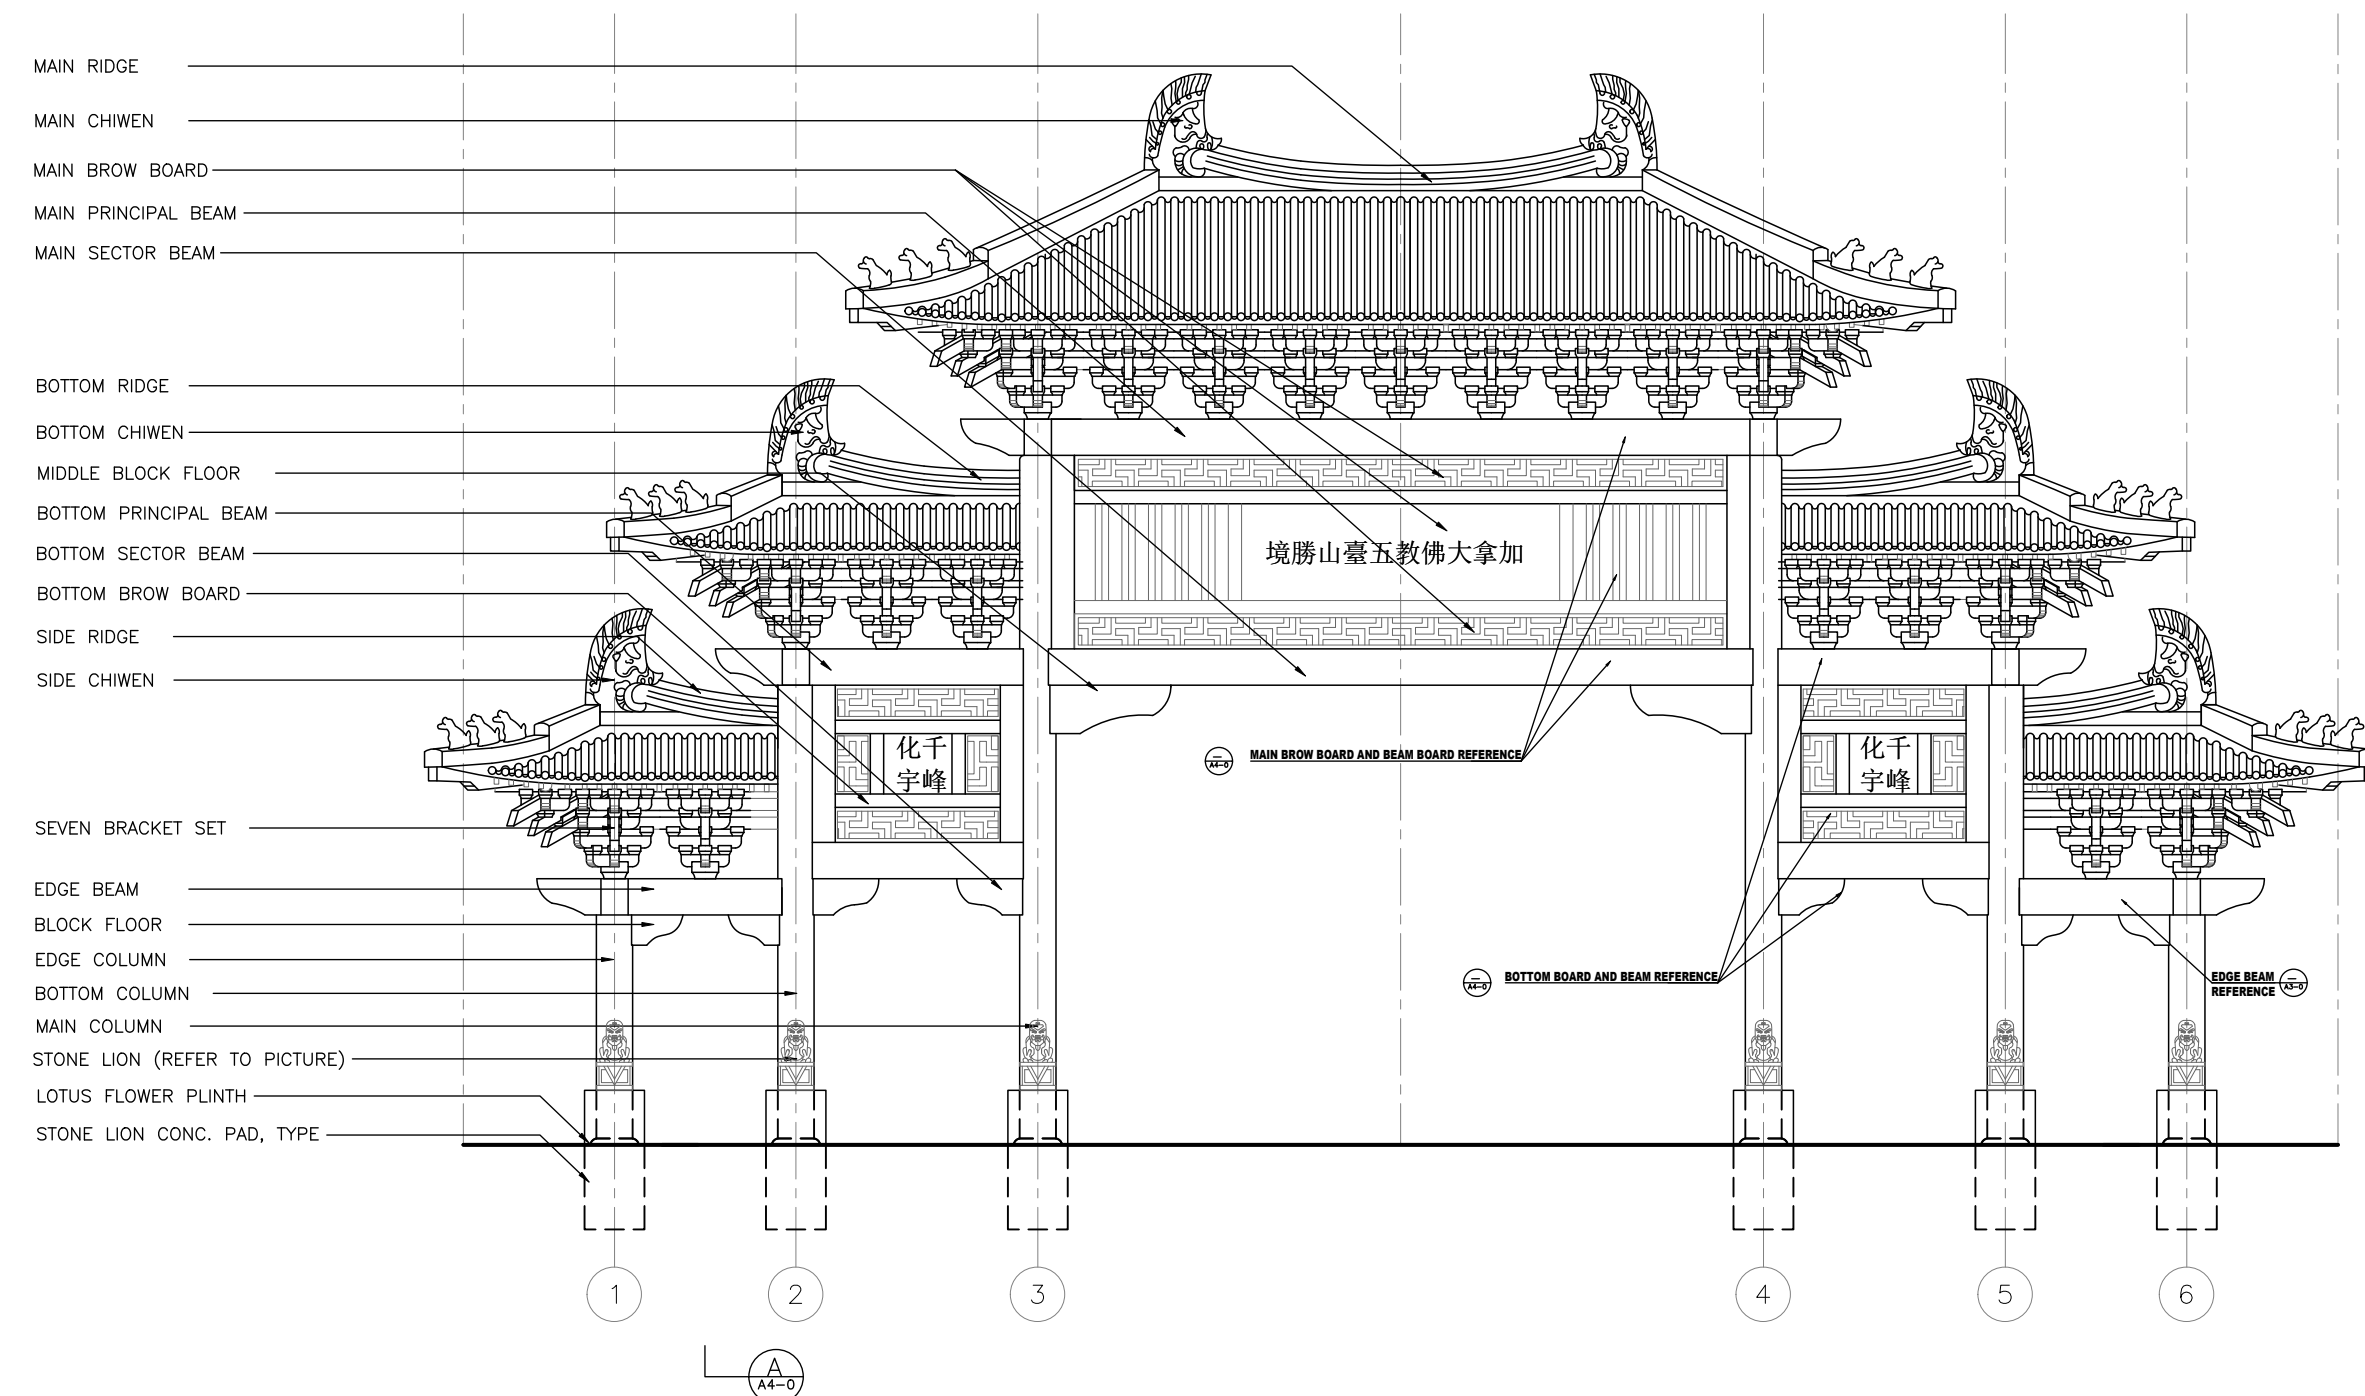 MAIN RIDGE
MAIN CHIWEN
MAIN BROW BOARD
MAIN PRINCIPAL BEAM
MAIN SECTOR BEAM
BOTTOM RIDGE
BOTTOM CHIWEN
MIDDLE BLOCK FLOOR
BOTTOM PRINCIPAL BEAM
BOTTOM SECTOR BEAM
BOTTOM BROW BOARD
SIDE RIDGE
SIDE CHIWEN
SEVEN BRACKET SET
EDGE BEAM
BLOCK FLOOR
EDGE COLUMN
BOTTOM COLUMN
MAIN COLUMN
STONE LION (REFER TO PICTURE)
LOTUS FLOWER PLINTH
STONE LION CONC. PAD, TYPE
境勝山臺五教佛大拿加
化千
宇峰
化千
宇峰
A4-0
MAIN BROW BOARD AND BEAM BOARD REFERENCE
A4-0
BOTTOM BOARD AND BEAM REFERENCE
EDGE BEAM
REFERENCE
A3-0
1
2
3
4
5
6
A
A4-0